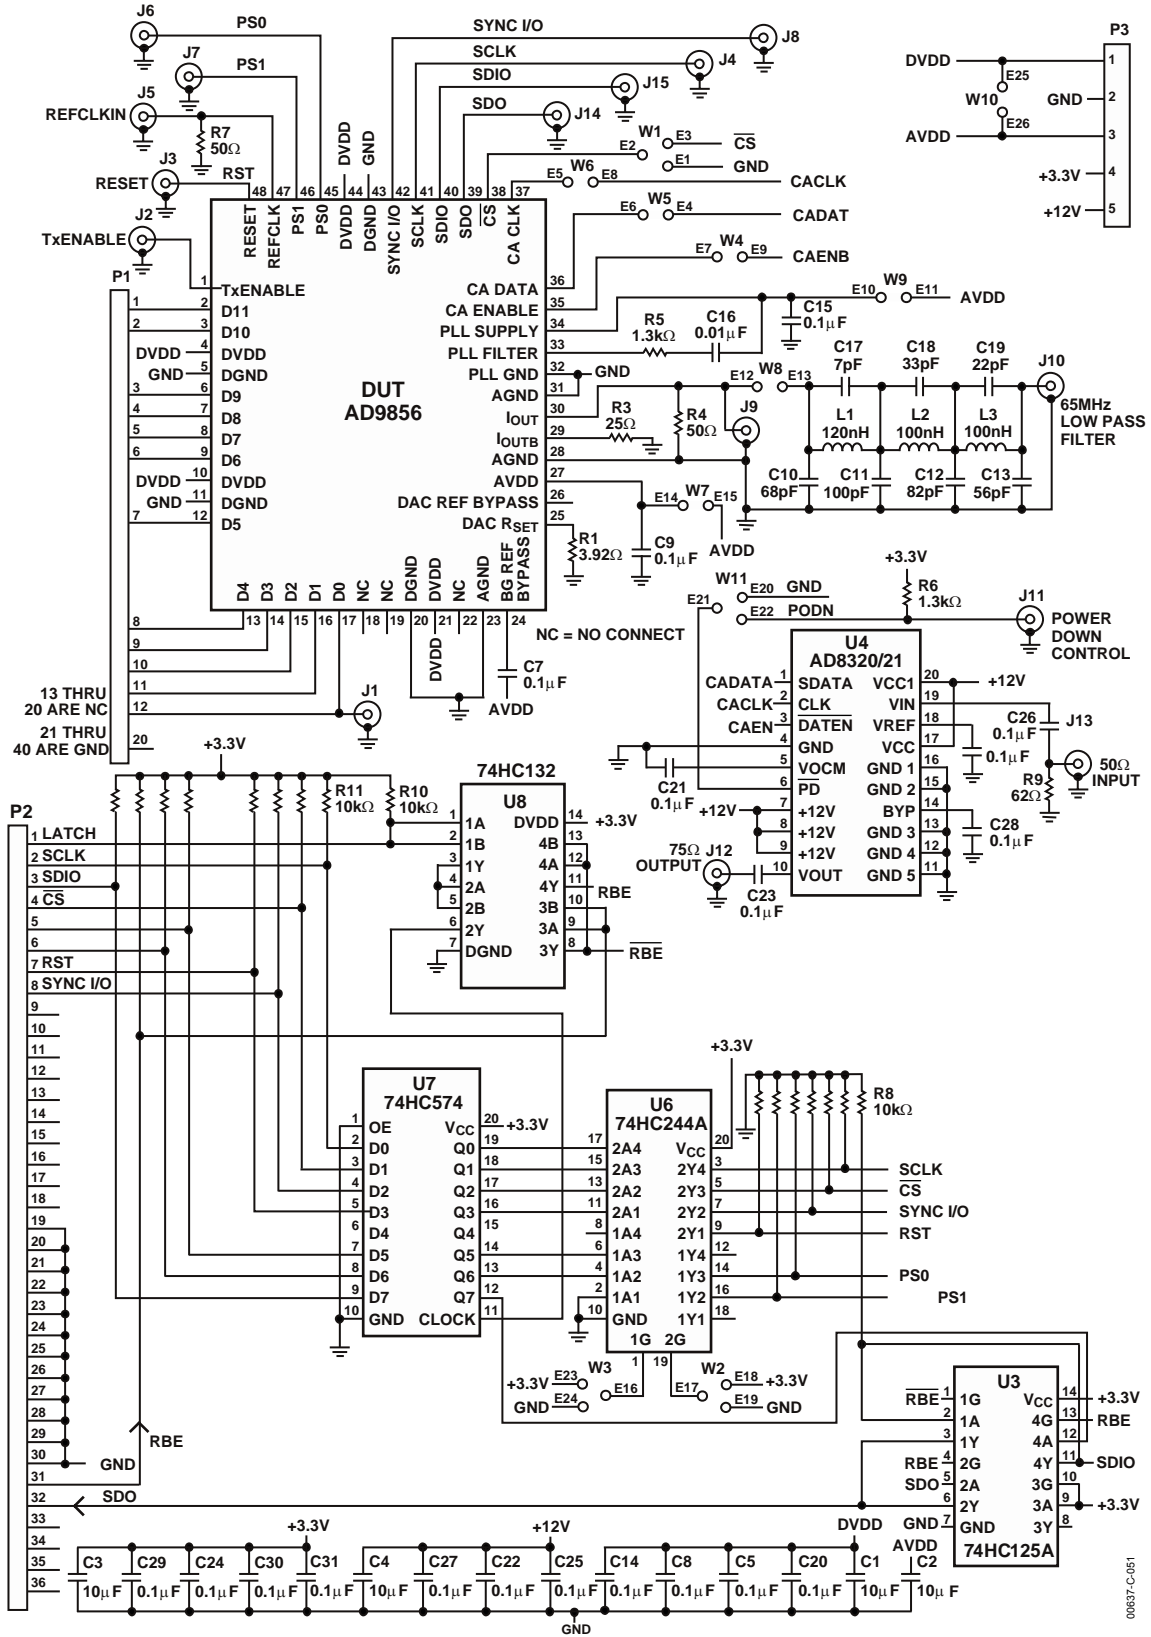 J6
PS0
SYNC I/O
J8
P3
J7
PS1
SCLK
J4
SDIO
J15
DVDD
1
E25
W10
GND
2
E26
AVDD
3
+3.3V
4
+12V
5
J5
REFCLKIN
R7
50Ω
SDO
J14
J3
RESET
RST
DVDD
GND
W1
E3
CS
E2
E1
GND
W6
E5
E8
CACLK
J2
TxENABLE
48 47 46 45 44 43 42 41 40 39 38 37
RESET
REFCLK
PS1
PS0
DVDD
DGND
SYNC I/O
SCLK
SDIO
SDO
CS
CA CLK
W5
E6
E4
CADAT
W4
E7
E9
CAENB
P1
DUT
AD9856
1 TxENABLE
1 2 D11
2 3 D10
DVDD 4 DVDD
GND 5 DGND
3 6 D9
4 7 D8
5 8 D7
6 9 D6
DVDD 10 DVDD
GND 11 DGND
7 12 D5
CA DATA 36
CA ENABLE 35
PLL SUPPLY 34
PLL FILTER 33
PLL GND 32 GND
AGND 31
IOUT 30
IOUTB 29
AGND 28
AVDD 27
DAC REF BYPASS 26
DAC RSET 25
W9
E10
E11
AVDD
R5
1.3kΩ
C16
0.01μF
C15
0.1μF
R3
25Ω
R4
50Ω
J9
E12
W8
E13
C17
7pF
C18
33pF
C19
22pF
J10
L1
120nH
L2
100nH
L3
100nH
65MHz
LOW PASS
FILTER
C10
68pF
C11
100pF
C12
82pF
C13
56pF
E14
W7
E15
AVDD
R1
3.92Ω
C9
0.1μF
D4
D3
D2
D1
D0
NC
NC
DGND
DVDD
NC
AGND
BG REF
BYPASS
13 14 15 16 17 18 19 20 21 22 23 24
DVDD
NC = NO CONNECT
C7
0.1μF
AVDD
8
9
10
11
12
20
13 THRU
20 ARE NC
21 THRU
40 ARE GND
J1
+3.3V
R6
1.3kΩ
W11
E20
GND
E21
E22
PODN
J11
POWER
DOWN
CONTROL
U4
AD8320/21
CADATA 1 SDATA
CACLK 2 CLK
CAEN 3 DATEN
4 GND
5 VOCM
6 PD
+12V 7 +12V
8 +12V
9 +12V
10 VOUT
VCC1 20 +12V
VIN 19
VREF 18
VCC 17
GND 1 16
GND 2 15
BYP 14
GND 3 13
GND 4 12
GND 5 11
C21
0.1μF
C26
0.1μF
J13
0.1μF
50Ω
INPUT
R9
62Ω
C28
0.1μF
75Ω
OUTPUT
J12
C23
0.1μF
+3.3V
R11
10kΩ
R10
10kΩ
74HC132
U8
1 1A
2 1B
3 1Y
4 2A
5 2B
6 2Y
7 DGND
DVDD 14 +3.3V
4B 13
4A 12
4Y 11 RBE
3B 10
3A 9
3Y 8 RBE
P2
1 LATCH
2 SCLK
3 SDIO
4 CS
5
6
7 RST
8 SYNC I/O
9
10
11
12
13
14
15
16
17
18
19
20
21
22
23
24
25
26
27
28
29
30 GND
31
32 SDO
33
34
35
36
RBE
U7
74HC574
1 OE
2 D0
3 D1
4 D2
5 D3
6 D4
7 D5
8 D6
9 D7
10 GND
VCC 20 +3.3V
Q0 19
Q1 18
Q2 17
Q3 16
Q4 15
Q5 14
Q6 13
Q7 12
CLOCK 11
+3.3V
U6
74HC244A
17 2A4
15 2A3
13 2A2
11 2A1
8 1A4
6 1A3
4 1A2
2 1A1
10 GND
VCC 20
2Y4 3 SCLK
2Y3 5 CS
2Y2 7 SYNC I/O
2Y1 9 RST
1Y4 12
1Y3 14 PS0
1Y2 16 PS1
1Y1 18
1G 2G
1 19
R8
10kΩ
W3
+3.3V E23
GND E24
E16
W2
E17
E18 +3.3V
E19 GND
U3
RBE 1 1G
2 1A
3 1Y
RBE 4 2G
SDO 5 2A
6 2Y
GND 7 GND
VCC 14 +3.3V
4G 13 RBE
4A 12
4Y 11 SDIO
3G 10
3A 9 +3.3V
3Y 8
74HC125A
+3.3V
+12V
DVDD
AVDD
C3
10μF
C29
0.1μF
C24
0.1μF
C30
0.1μF
C31
0.1μF
C4
10μF
C27
0.1μF
C22
0.1μF
C25
0.1μF
C14
0.1μF
C8
0.1μF
C5
0.1μF
C20
0.1μF
C1
10μF
C2
10μF
GND
00637-C-051